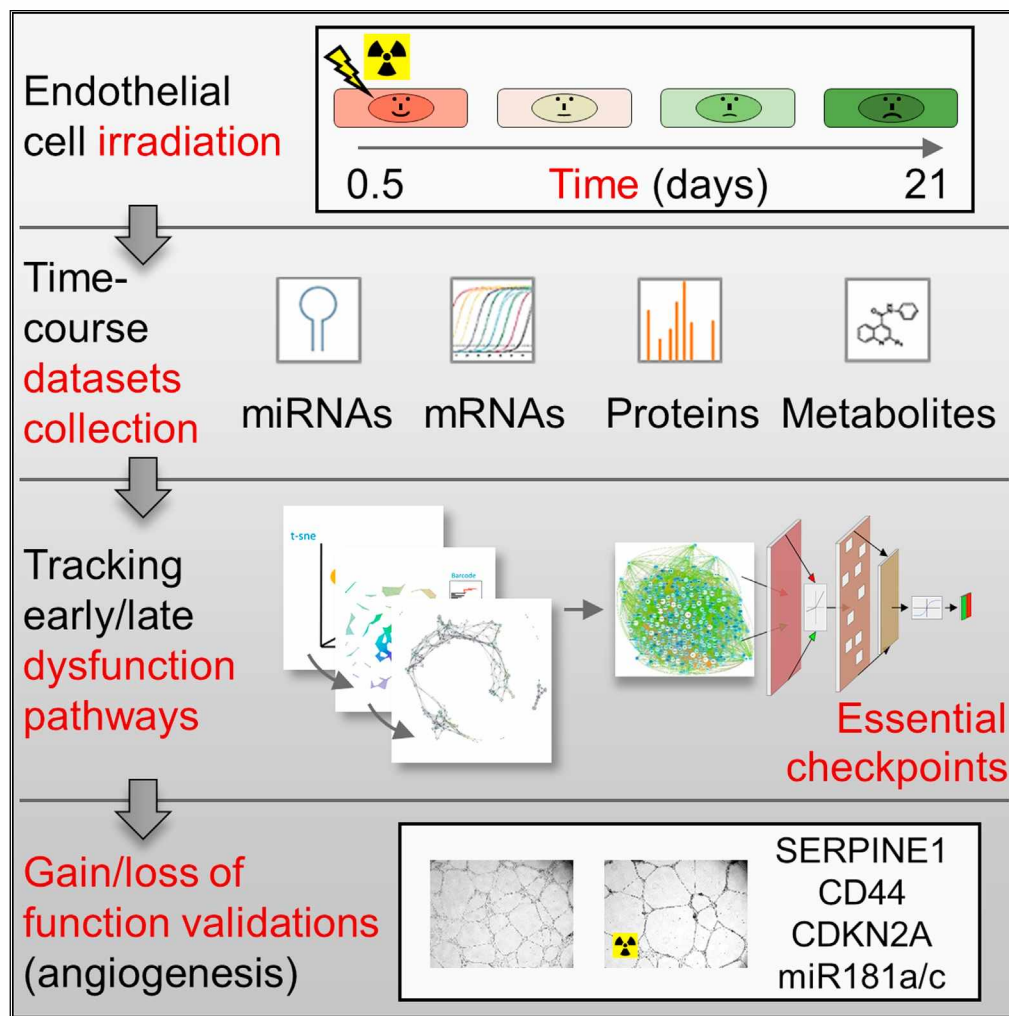 Endothelial
cell irradiation
0.5
Time (days)
21
Time-
course
datasets
collection
miRNAs
mRNAs
Proteins
Metabolites
Tracking
early/late
dysfunction
pathways
t-sne
Barcode
Essential
checkpoints
Gain/loss of
function validations
(angiogenesis)
SERPINE1
CD44
CDKN2A
miR181a/c